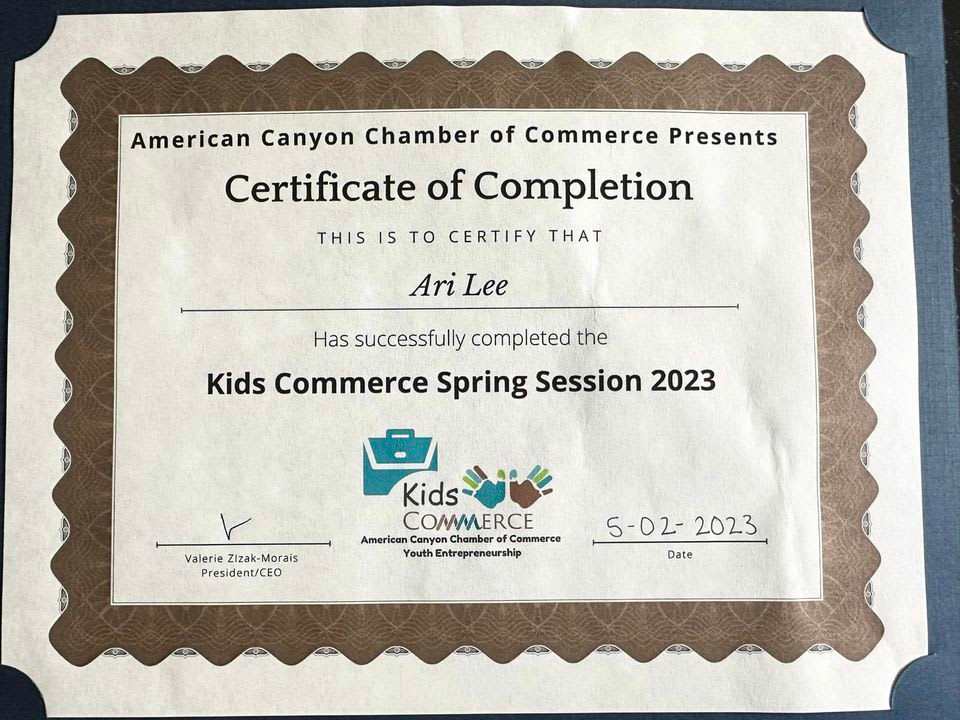 American Canyon Chamber of Commerce Presents
Certificate of Completion
THIS IS TO CERTIFY THAT
Ari Lee
Has successfully completed the
Kids Commerce Spring Session 2023
Kids
COMMERCE
American Canyon Chamber of Commerce
Youth Entrepreneurship
Valerie ZIzak-Morais
President/CEO
5-02-2023
Date